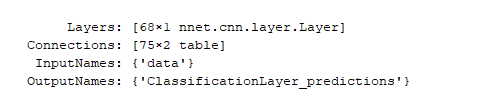 Layers: [68×1 nnet.cnn.layer.Layer]
Connections: [75×2 table]
InputNames: {'data'}
OutputNames: {'ClassificationLayer_predictions'}